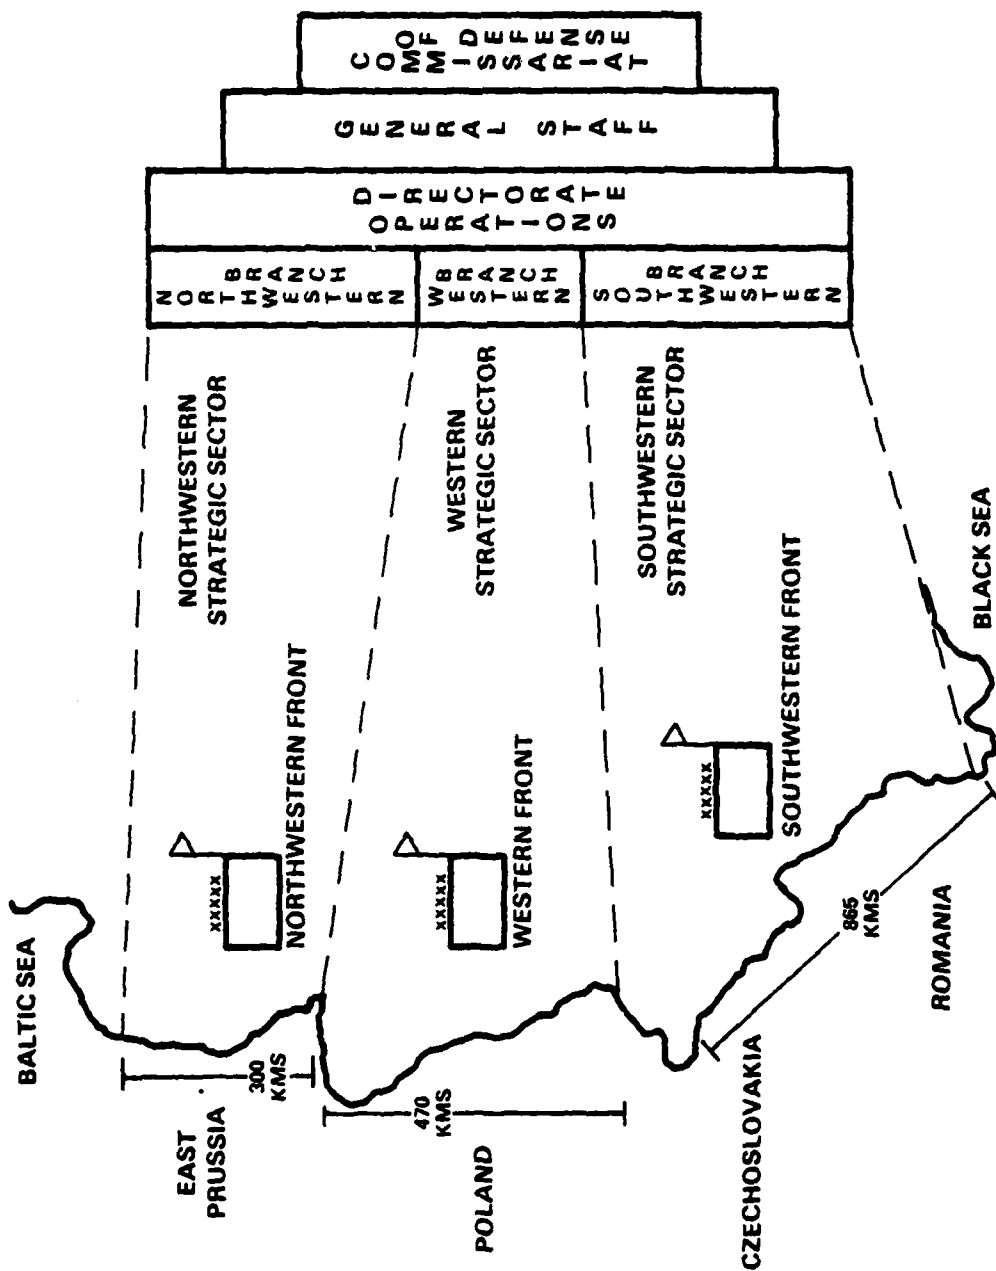 BALTIC SEA
EAST
PRUSSIA
300
KMS
POLAND
470
KMS
CZECHOSLOVAKIA
865
KMS
ROMANIA
BLACK SEA
XXXXX
NORTHWESTERN FRONT
XXXXX
WESTERN FRONT
XXXXX
SOUTHWESTERN FRONT
NORTHWESTERN
STRATEGIC SECTOR
WESTERN
STRATEGIC SECTOR
SOUTHWESTERN
STRATEGIC SECTOR
NORTHWESTERN
BRANCH
WESTERN
BRANCH
SOUTHWESTERN
BRANCH
OPERATIONS
DIRECTORATE
GENERAL STAFF
COMMISSARIAT
OF DEFENSE